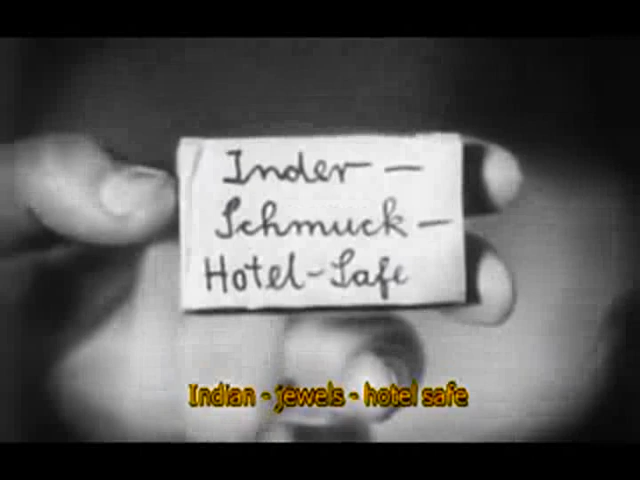 Inder –
Schmuck –
Hotel-Safe
Indian - jewels - hotel safe